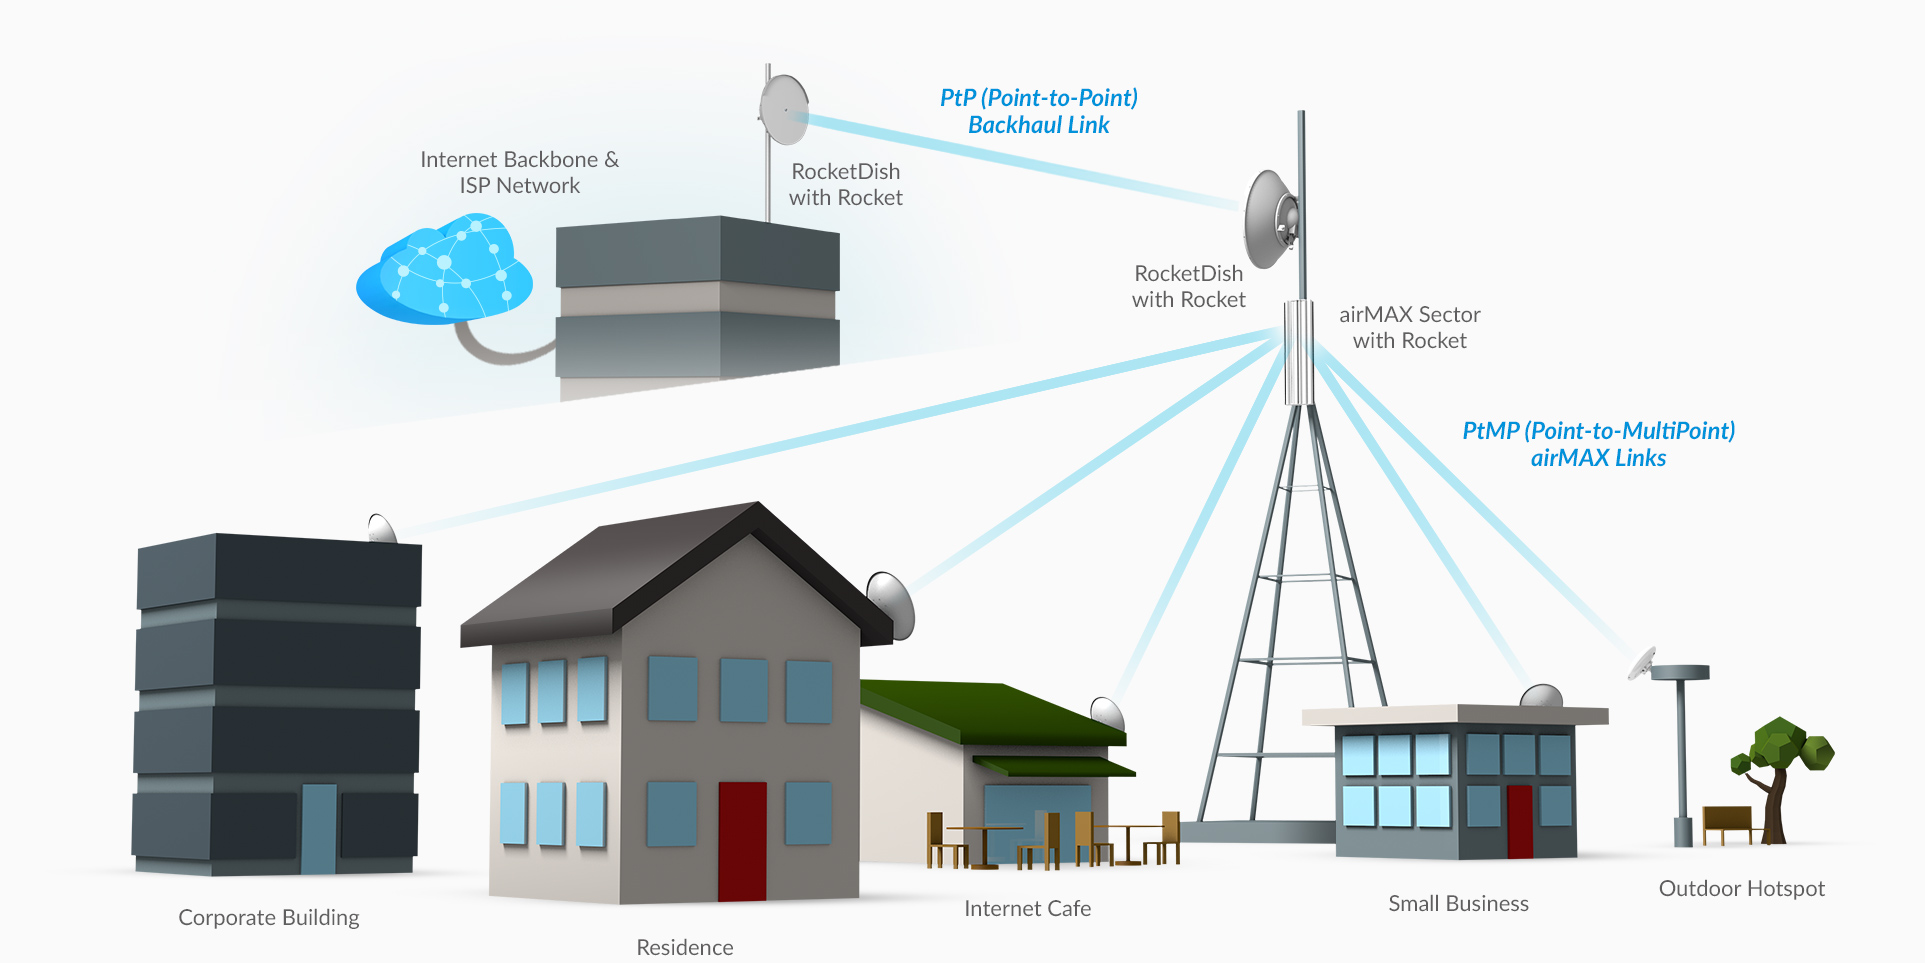 PtP (Point-to-Point)
Backhaul Link
Internet Backbone &
ISP Network
RocketDish
with Rocket
RocketDish
with Rocket
airMAX Sector
with Rocket
PtMP (Point-to-MultiPoint)
airMAX Links
Corporate Building
Residence
Internet Cafe
Small Business
Outdoor Hotspot